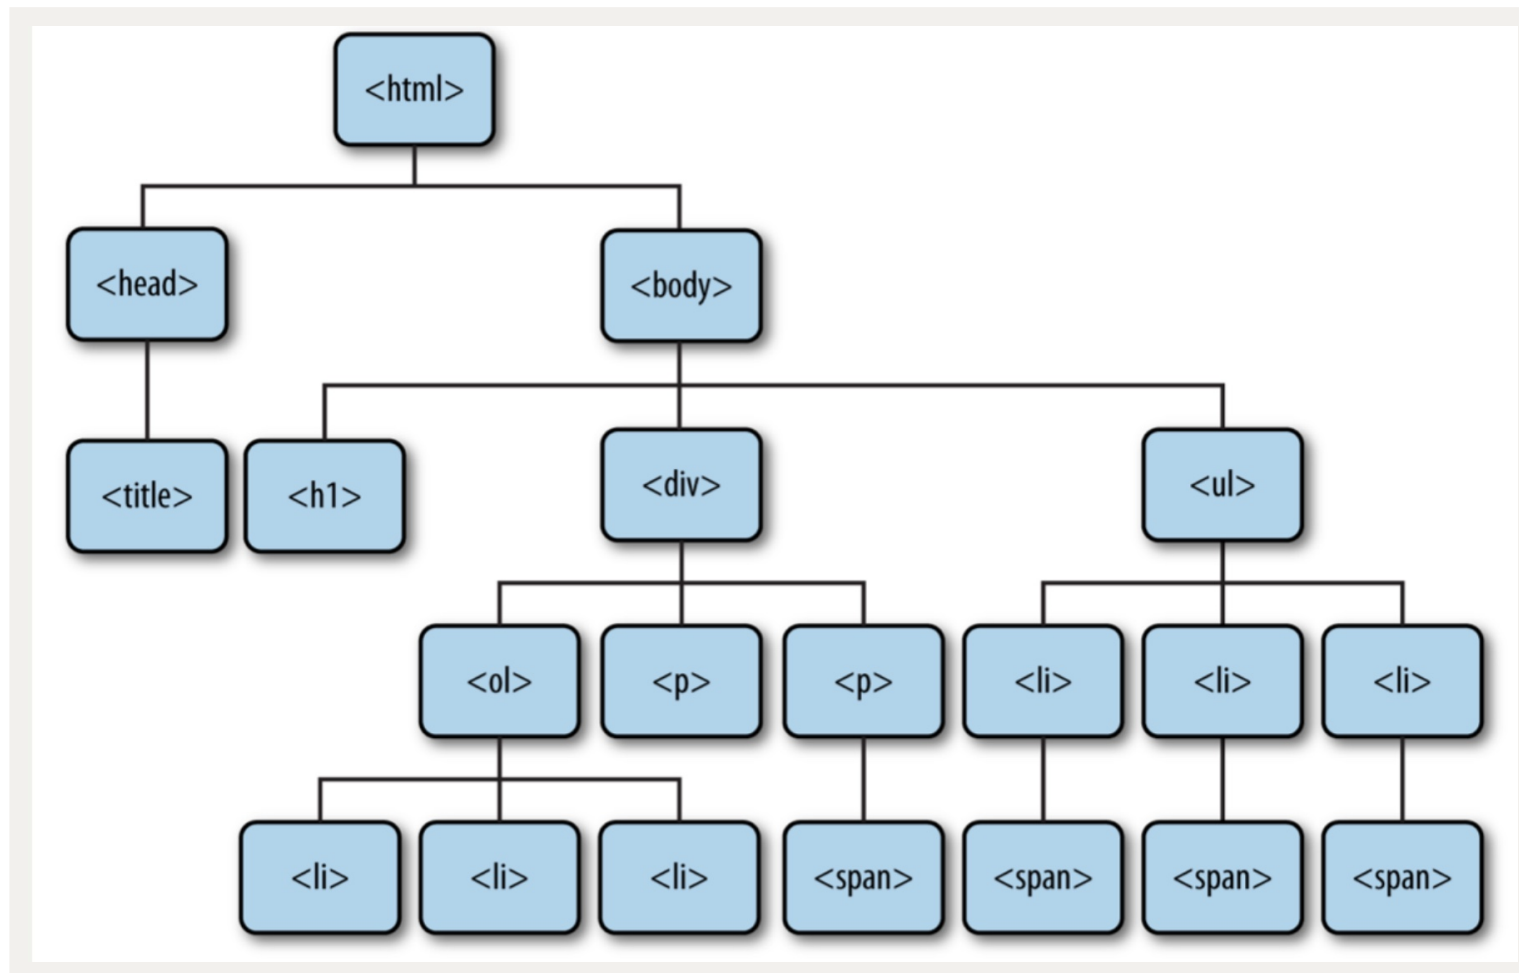 <html>
<head> <body>
<title> <h1> <div> <ul>
<ol> <p> <p> <li> <li> <li>
<li> <li> <li> <span> <span> <span> <span>